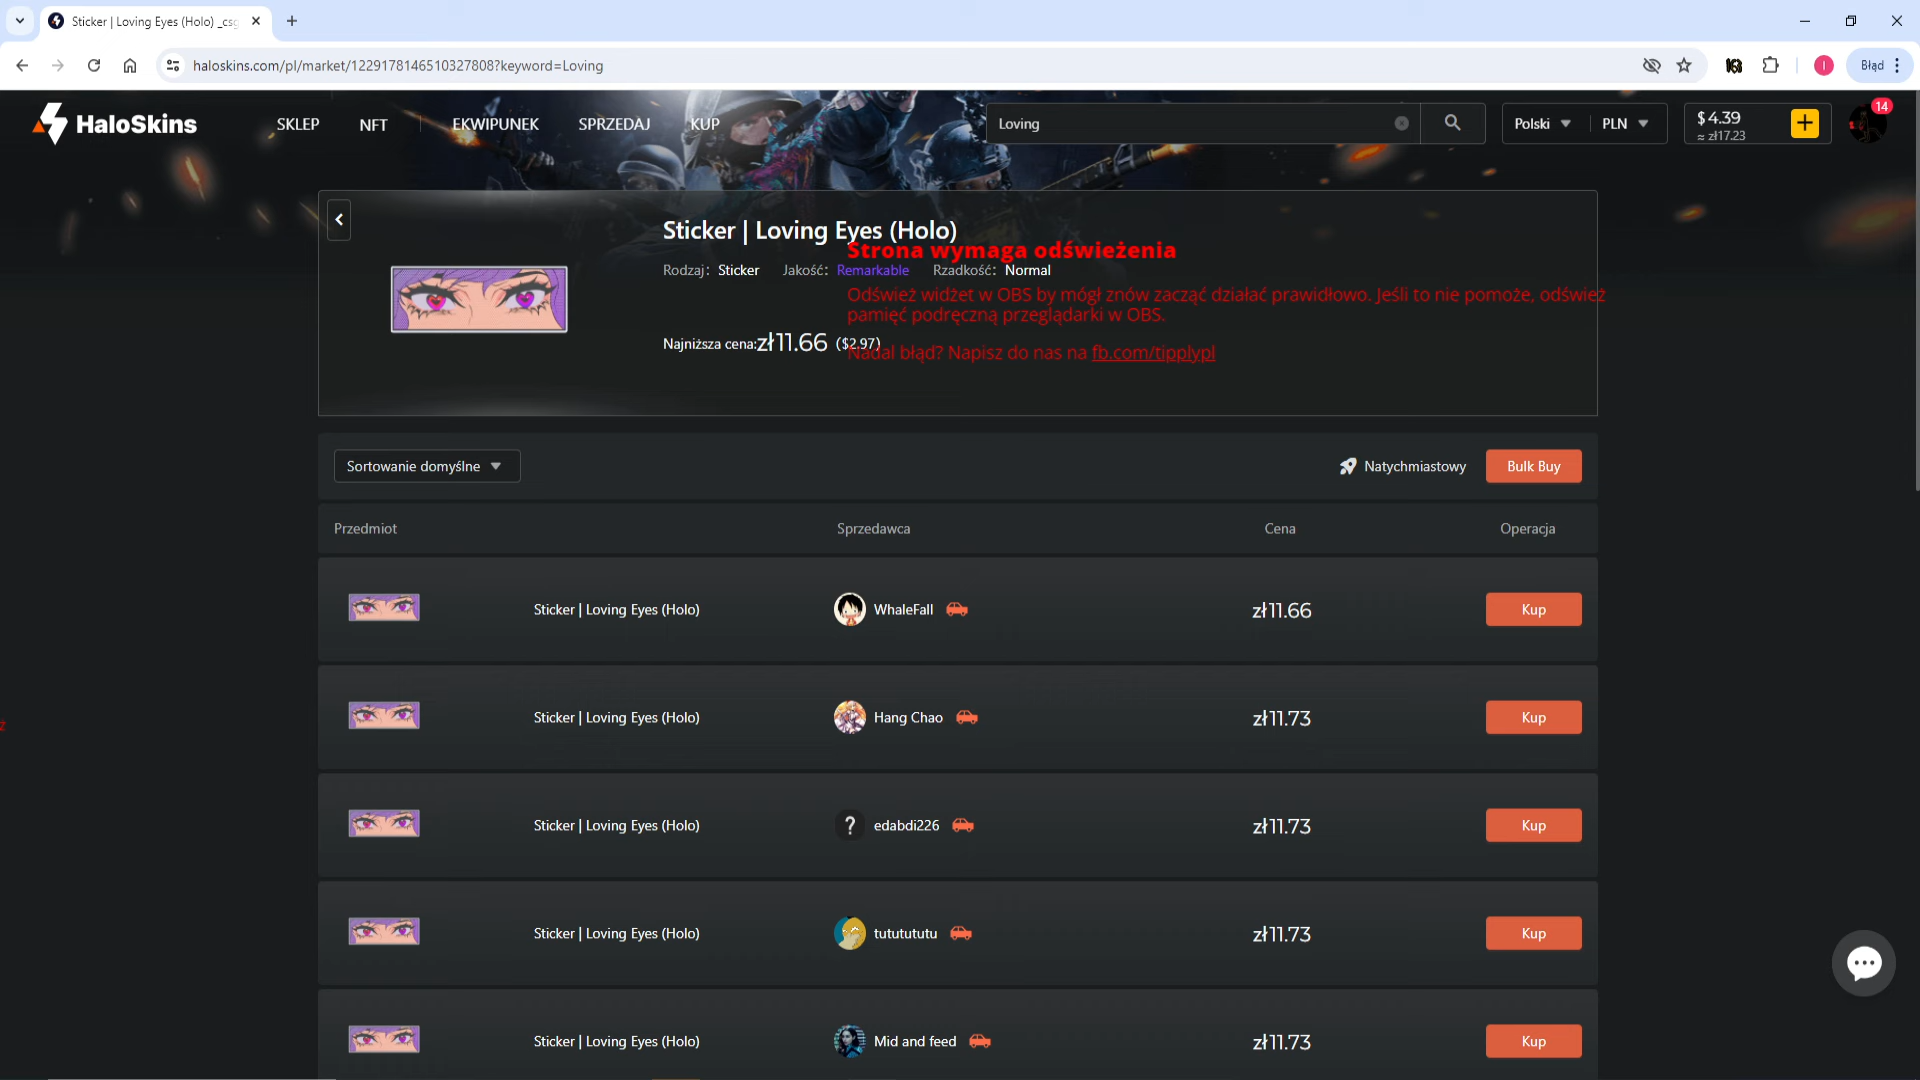 Sticker | Loving Eyes (Holo) _csg
haloskins.com/pl/market/1229178146510327808?keyword=Loving
Błąd
HaloSkins
SKLEP
NFT
EKWIPUNEK
SPRZEDAJ
KUP
Loving
Polski
PLN
$ 4.39
≈ zł17.23
14
Sticker | Loving Eyes (Holo)
Strona wymaga odświeżenia
Rodzaj: Sticker Jakość: Remarkable Rzadkość: Normal
Odśwież widżet w OBS by mógł znów zacząć działać prawidłowo. Jeśli to nie pomoże, odśwież
pamięć podręczną przeglądarki w OBS.
Najniższa cena: zł11.66 ($2.97)
Nadal błąd? Napisz do nas na fb.com/tipplypl
Sortowanie domyślne
Natychmiastowy
Bulk Buy
Przedmiot Sprzedawca Cena Operacja
Sticker | Loving Eyes (Holo) WhaleFall zł11.66 Kup
Sticker | Loving Eyes (Holo) Hang Chao zł11.73 Kup
ż
Sticker | Loving Eyes (Holo) edabdi226 zł11.73 Kup
Sticker | Loving Eyes (Holo) tutututut​u zł11.73 Kup
Sticker | Loving Eyes (Holo) Mid and feed zł11.73 Kup